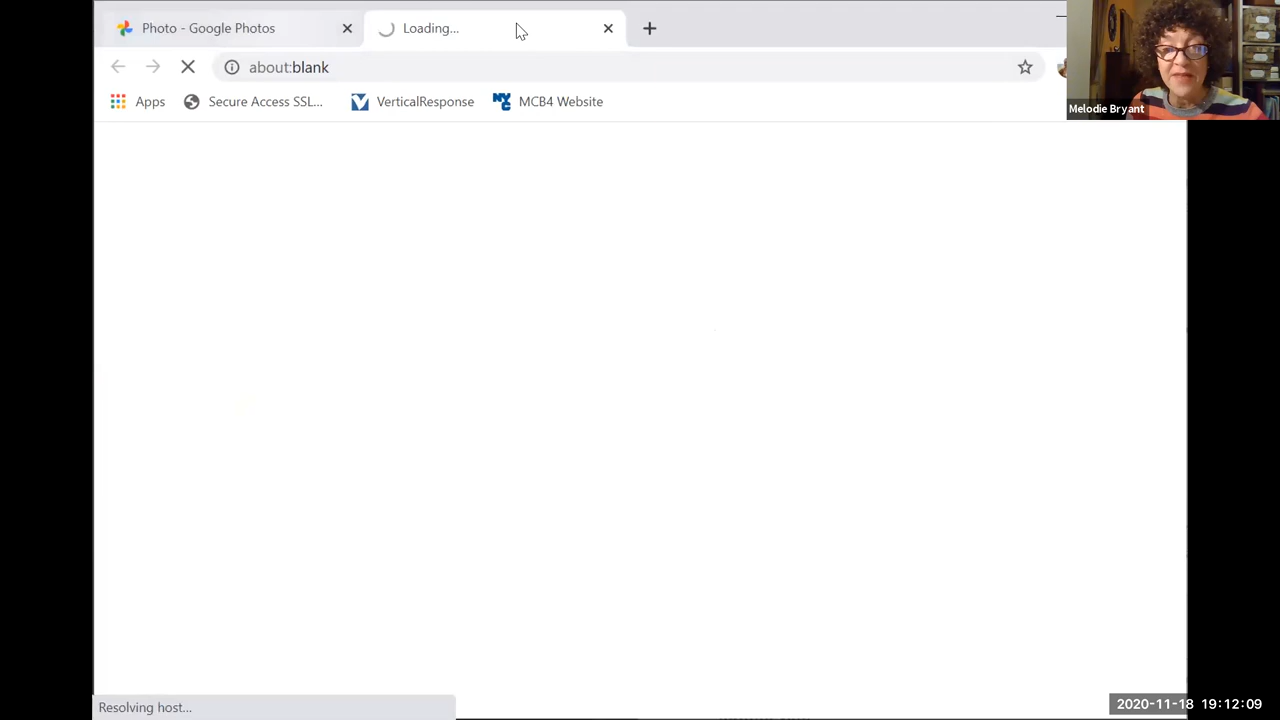 Photo - Google Photos
Loading...
about:blank
Apps
Secure Access SSL...
VerticalResponse
NYC
MCB4 Website
Melodie Bryant
Resolving host...
2020-11-18 19:12:09